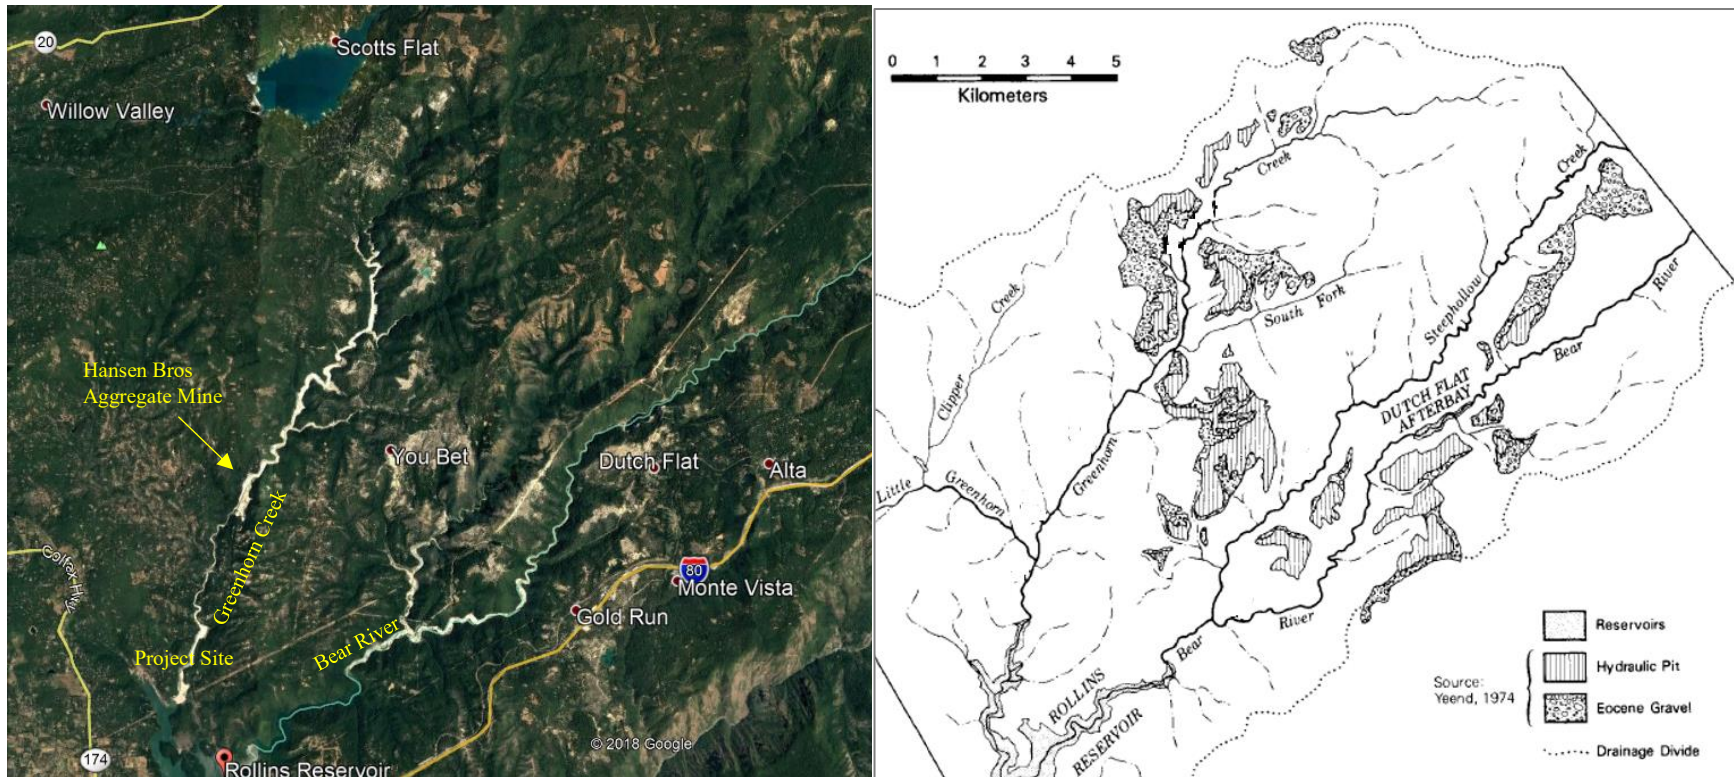 20
Scotts Flat
Willow Valley
Hansen Bros
Aggregate Mine
You Bet
Dutch Flat
Alta
Greenhorn Creek
Colfax Hwy
80
Monte Vista
Gold Run
Bear River
Project Site
© 2018 Google
174
Rollins Reservoir
0 1 2 3 4 5
Kilometers
Creek
Creek
Creek
Clipper
South Fork
Steephollow
River
Bear
DUTCH FLAT
AFTERBAY
Greenhorn
Little Greenhorn
Bear River
ROLLINS
RESERVOIR
Reservoirs
Hydraulic Pit
Source:
Yeend, 1974
Eocene Gravel
Drainage Divide